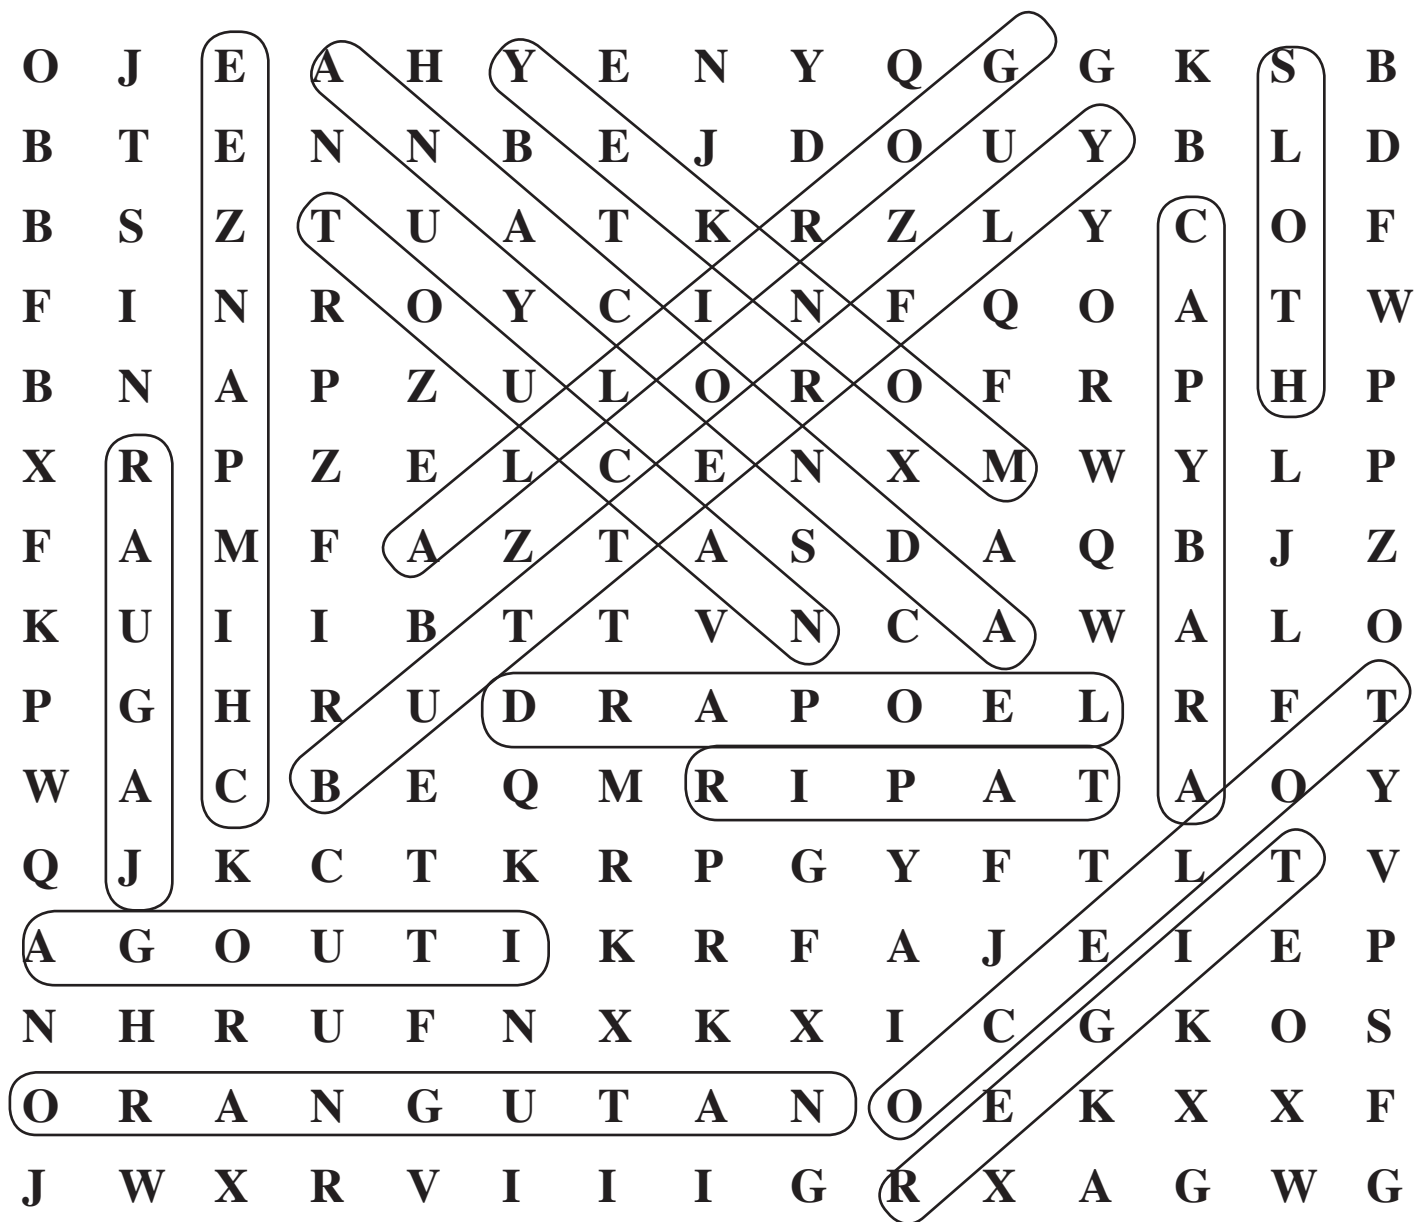 O J E A H Y E N Y Q G G K S B
B T E N N B E J D O U Y B L D
B S Z T U A T K R Z L Y C O F
F I N R O Y C I N F Q O A T W
B N A P Z U L O R O F R P H P
X R P Z E L C E N X M W Y L P
F A M F A Z T A S D A Q B J Z
K U I I B T T V N C A W A L O
P G H R U D R A P O E L R F T
W A C B E Q M R I P A T A O Y
Q J K C T K R P G Y F T L T V
A G O U T I K R F A J E I E P
N H R U F N X K X I C G K O S
O R A N G U T A N O E K X X F
J W X R V I I I G R X A G W G